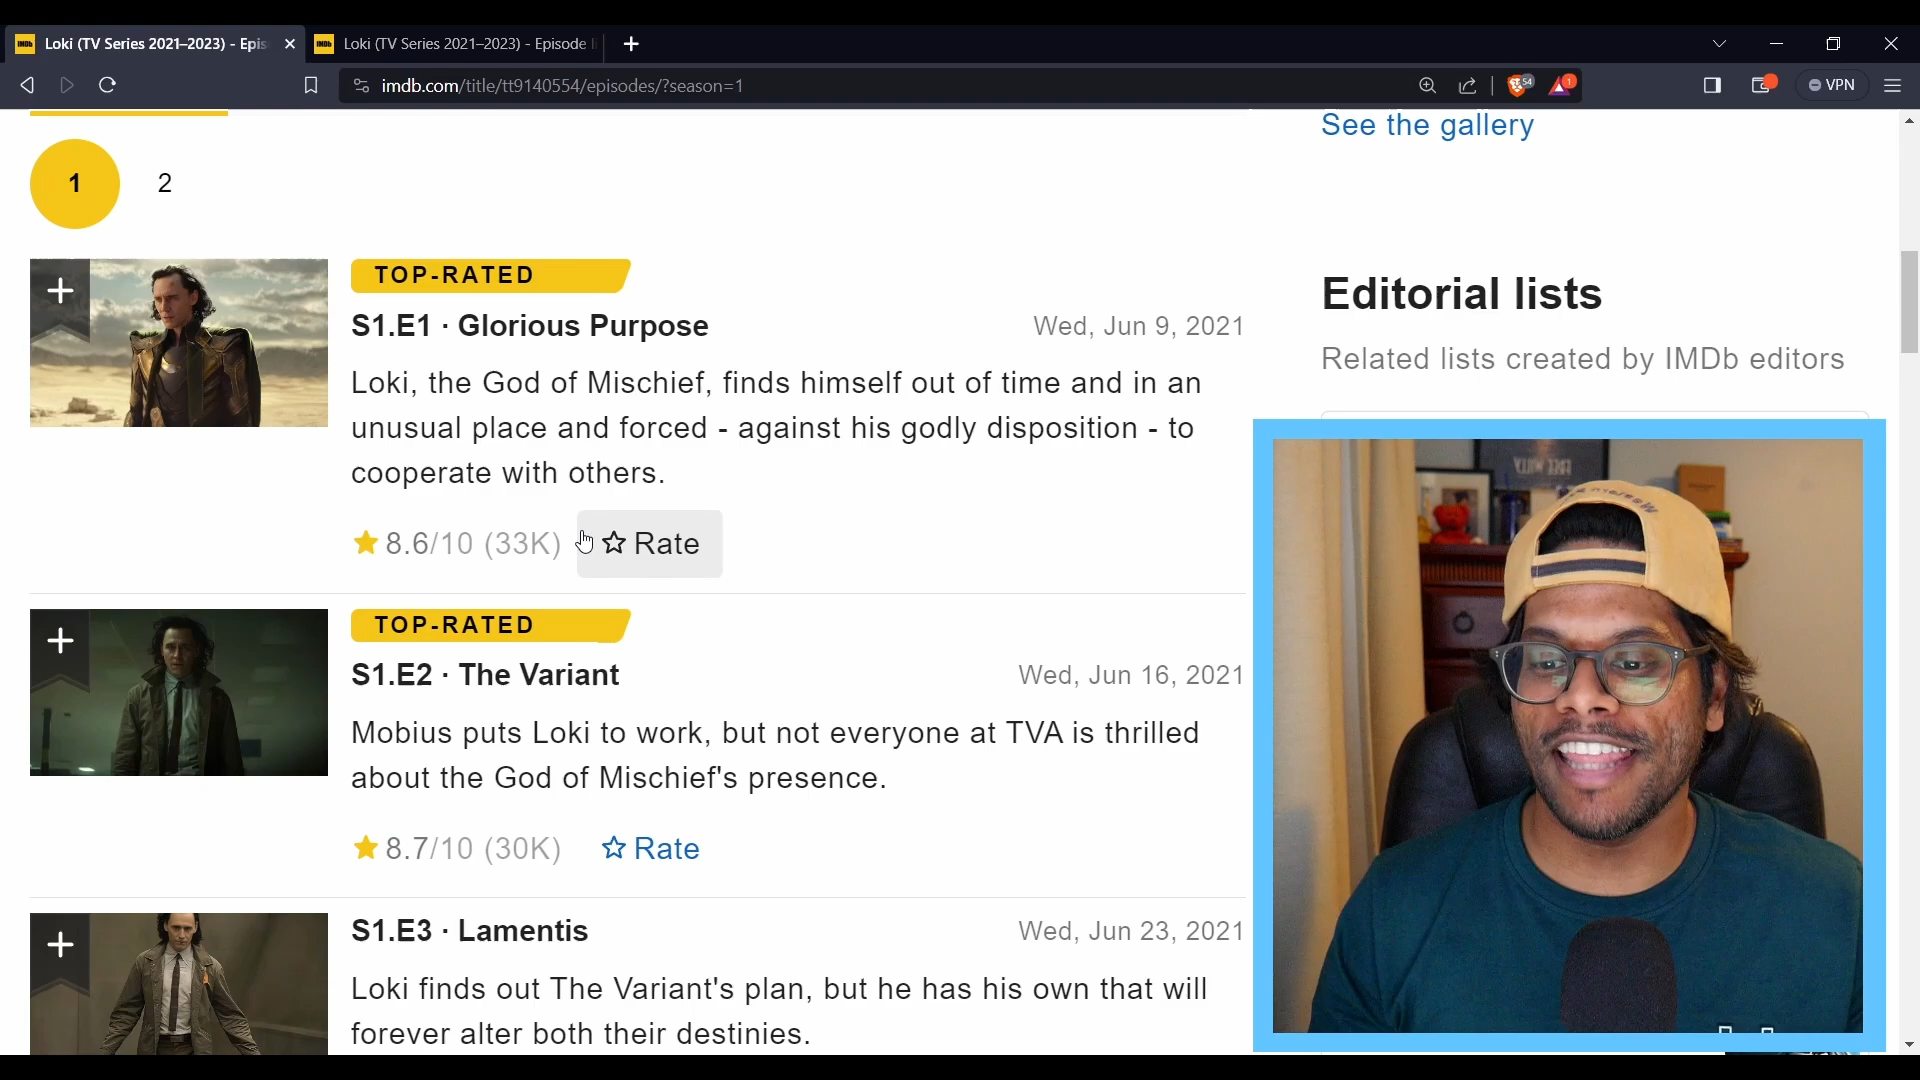 IMDb Loki (TV Series 2021–2023) - Epis
IMDb Loki (TV Series 2021–2023) - Episode li
imdb.com/title/tt9140554/episodes/?season=1
54
1
VPN
See the gallery
1 2
TOP-RATED
S1.E1 · Glorious Purpose
Wed, Jun 9, 2021
Loki, the God of Mischief, finds himself out of time and in an
unusual place and forced - against his godly disposition - to
cooperate with others.
8.6/10 (33K) Rate
TOP-RATED
S1.E2 · The Variant
Wed, Jun 16, 2021
Mobius puts Loki to work, but not everyone at TVA is thrilled
about the God of Mischief's presence.
8.7/10 (30K) Rate
S1.E3 · Lamentis
Wed, Jun 23, 2021
Loki finds out The Variant's plan, but he has his own that will
forever alter both their destinies.
Editorial lists
Related lists created by IMDb editors